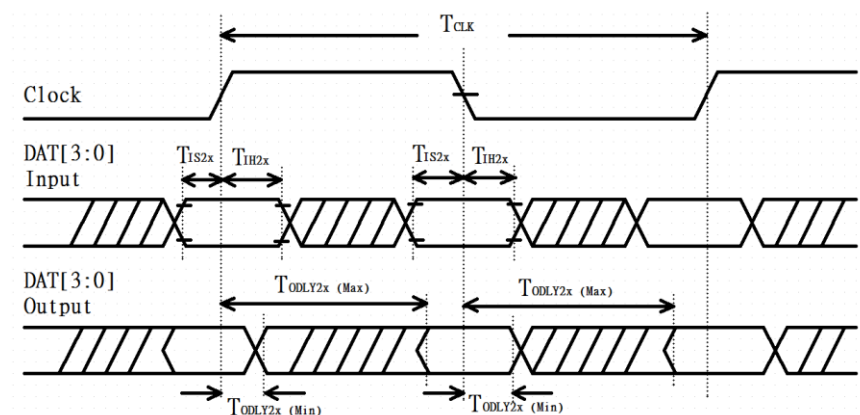 TCLK
Clock
DAT[3:0]
Input
TIS2x
TIH2x
TIS2x
TIH2x
DAT[3:0]
Output
TODLY2x (Max)
TODLY2x (Max)
TODLY2x (Min)
TODLY2x (Min)